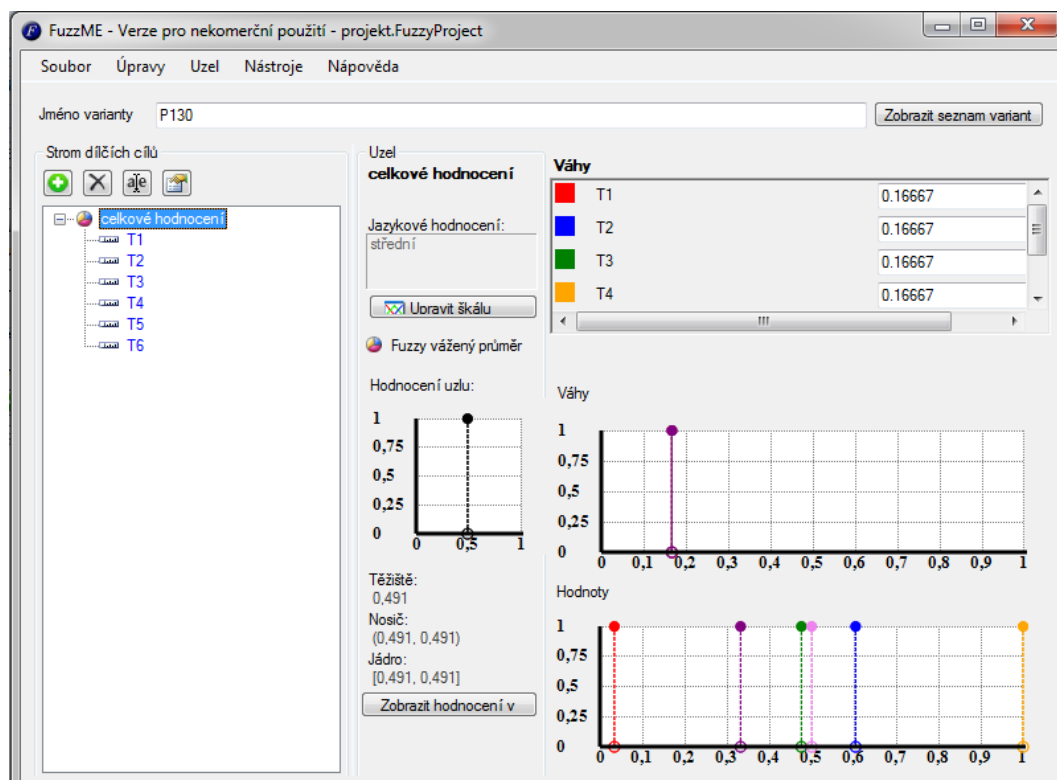 FuzzME - Verze pro nekomerční použití - projekt.FuzzyProject
Soubor Úpravy Uzel Nástroje Nápověda
Jméno varianty P130 Zobrazit seznam variant
Strom dílčích cílů
celkové hodnocení
T1
T2
T3
T4
T5
T6
Uzel
celkové hodnocení
Jazykové hodnocení:
střední
Upravit škálu
Fuzzy vážený průměr
Hodnocení uzlu:
1
0,75
0,5
0,25
0
0 0,5 1
Těžiště:
0,491
Nosič:
(0,491, 0,491)
Jádro:
[0,491, 0,491]
Zobrazit hodnocení v
Váhy
T1 0.16667
T2 0.16667
T3 0.16667
T4 0.16667
Váhy
1
0,75
0,5
0,25
0
0 0,1 0,2 0,3 0,4 0,5 0,6 0,7 0,8 0,9 1
Hodnoty
1
0,75
0,5
0,25
0
0 0,1 0,2 0,3 0,4 0,5 0,6 0,7 0,8 0,9 1